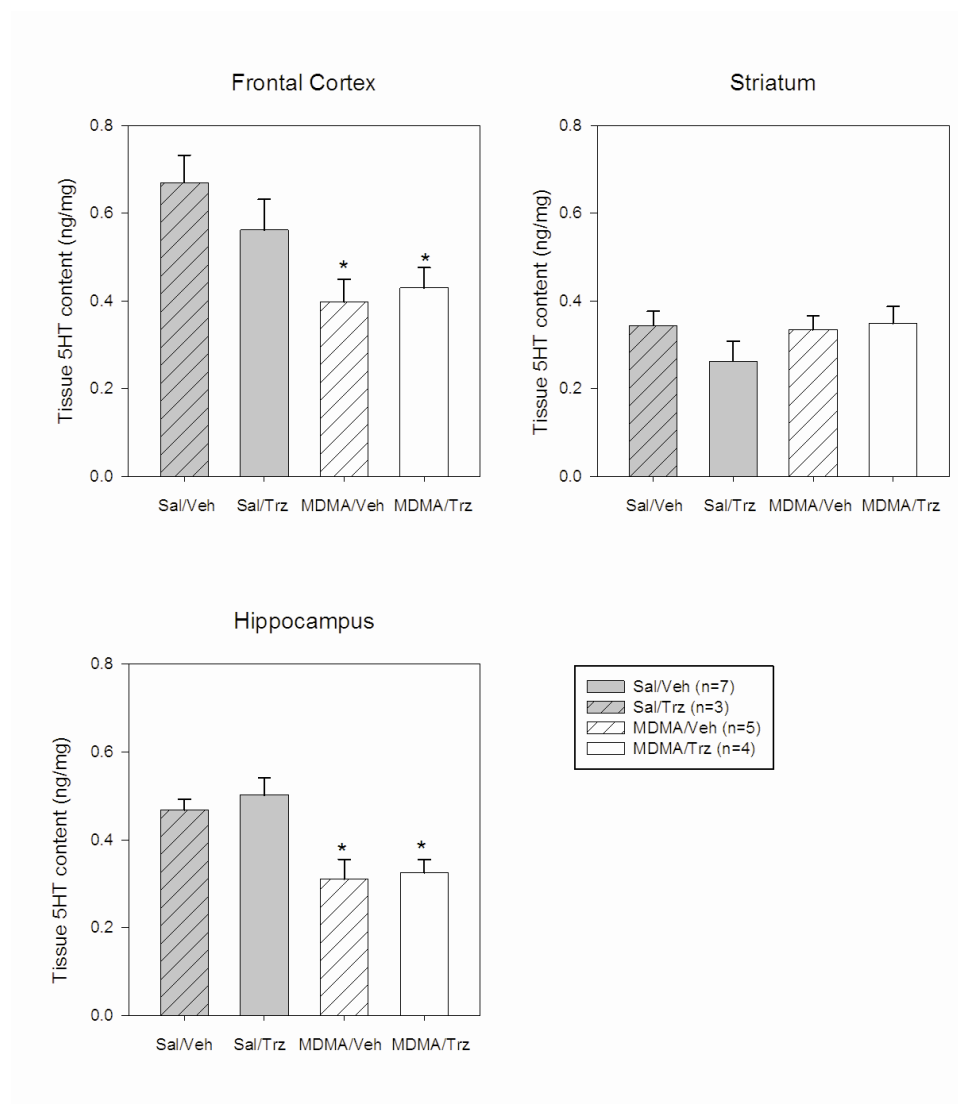 Frontal Cortex
Tissue 5HT content (ng/mg)
0.8
0.6
0.4
0.2
0.0
*
*
Sal/Veh Sal/Trz MDMA/Veh MDMA/Trz
Striatum
Tissue 5HT content (ng/mg)
0.8
0.6
0.4
0.2
0.0
Sal/Veh Sal/Trz MDMA/Veh MDMA/Trz
Hippocampus
Tissue 5HT content (ng/mg)
0.8
0.6
0.4
0.2
0.0
*
*
Sal/Veh Sal/Trz MDMA/Veh MDMA/Trz
Sal/Veh (n=7)
Sal/Trz (n=3)
MDMA/Veh (n=5)
MDMA/Trz (n=4)